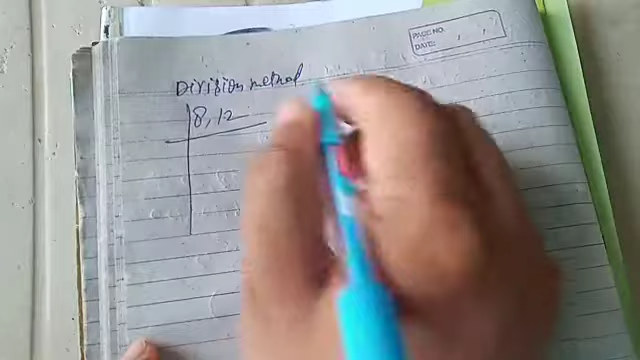 PAGE NO.
DATE: , ,
Division method
8, 12